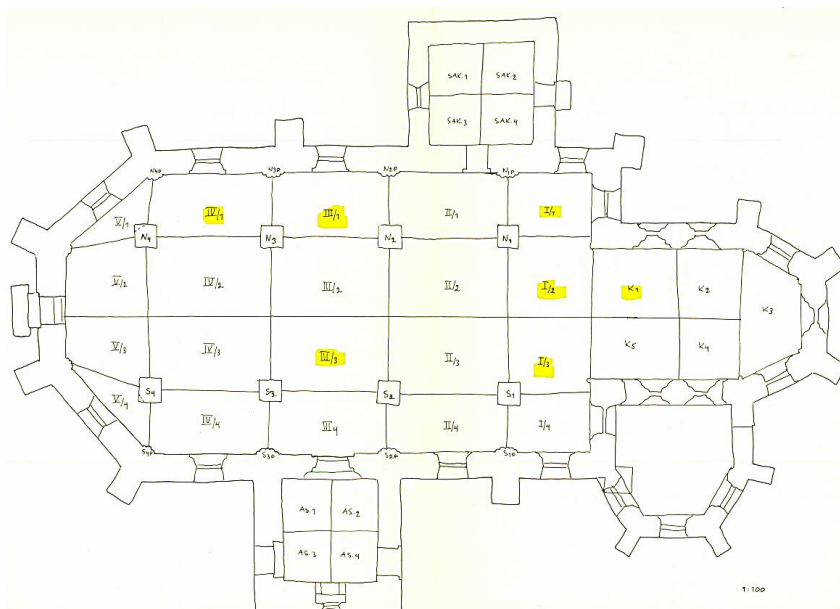 SAK.1 SAK.2
SAK.3 SAK.4
N4P N3P N2P N1P
V/1 IV/1 III/1 II/1 I/1
N4 N3 N2 N1
V/2 IV/2 III/2 II/2 I/2 K1 K2
K3
V/3 IV/3 III/3 II/3 I/3 K5 K4
S4 S3 S2 S1
V/4 IV/4 III4 II/4 I/4
S4P S3P S2P S1P
AS.1 AS.2
AS.3 AS.4
1:100